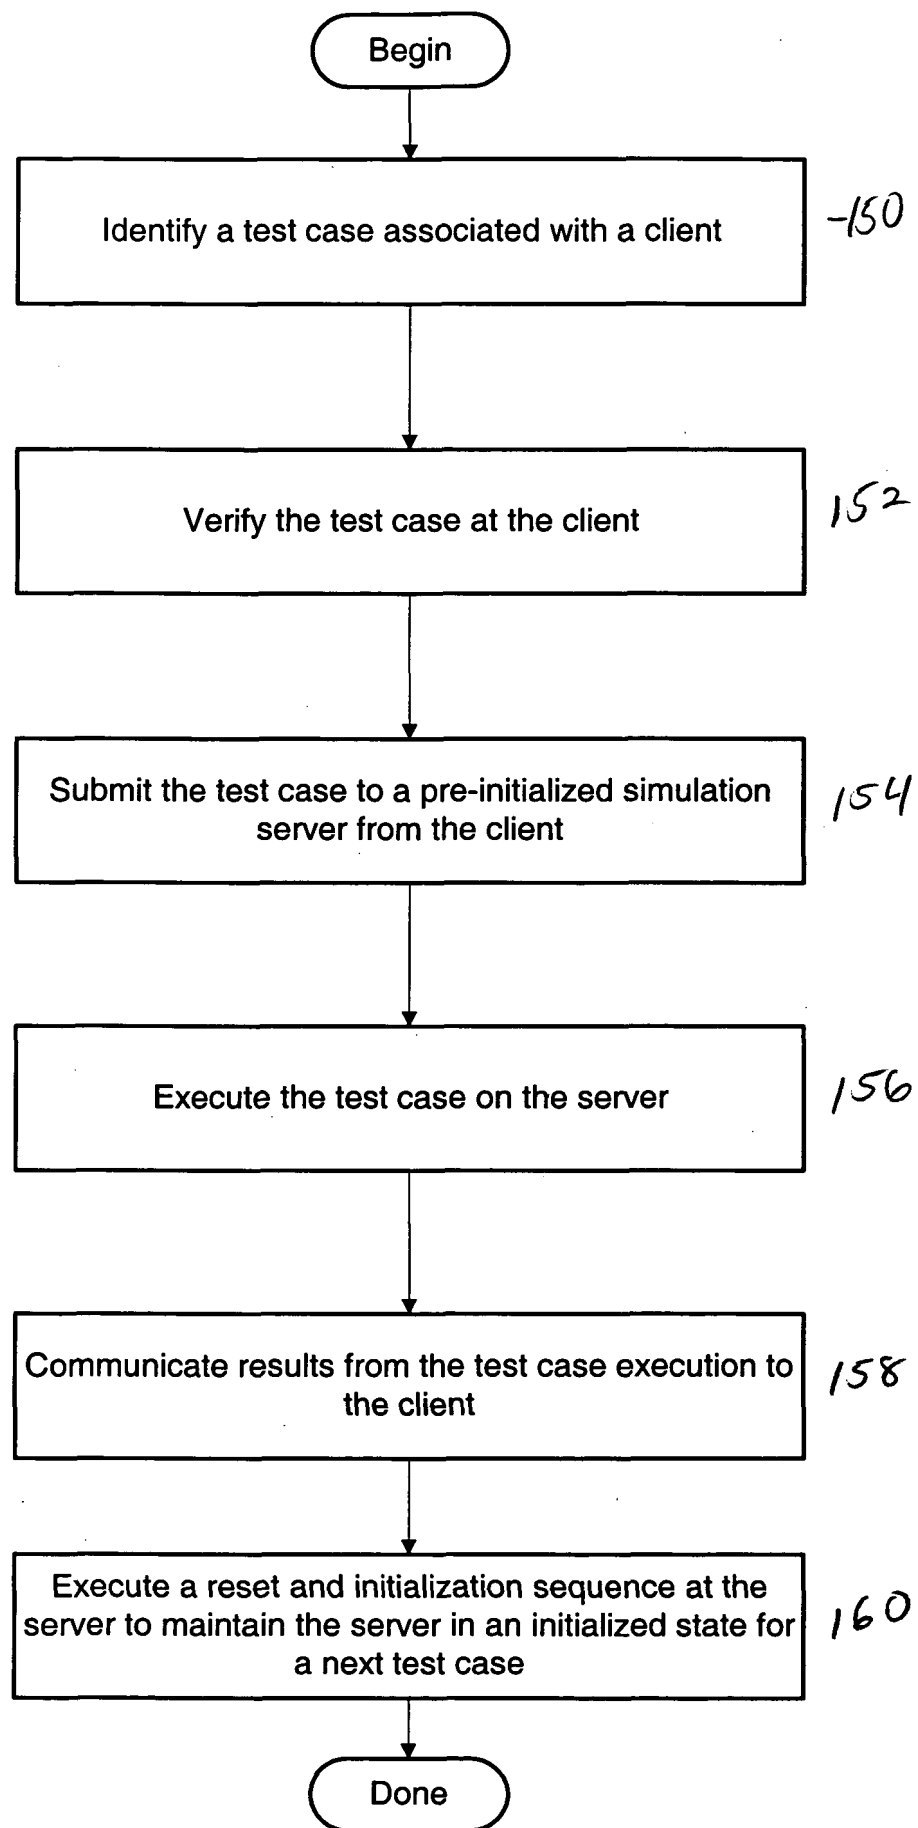 Begin
Identify a test case associated with a client
-150
Verify the test case at the client
152
Submit the test case to a pre-initialized simulation
server from the client
154
Execute the test case on the server
156
Communicate results from the test case execution to
the client
158
Execute a reset and initialization sequence at the
server to maintain the server in an initialized state for
a next test case
160
Done